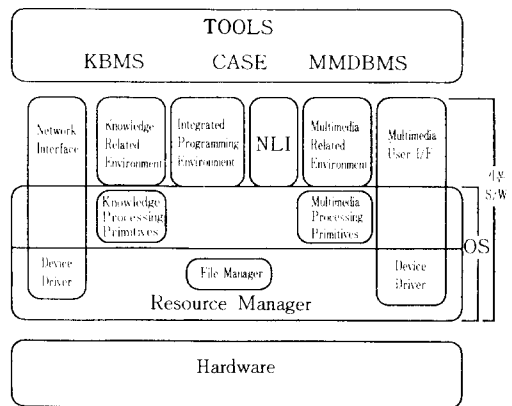 TOOLS
KBMS CASE MMDBMS
Network
Interface
Knowledge
Related
Environment
Integrated
Programming
Environment
NLI
Multimedia
Related
Environment
Multimedia
User I/F
S/W
Knowledge
Processing
Primitives
Multimedia
Processing
Primitives
OS
Device
Driver
File Manager
Device
Driver
Resource Manager
Hardware